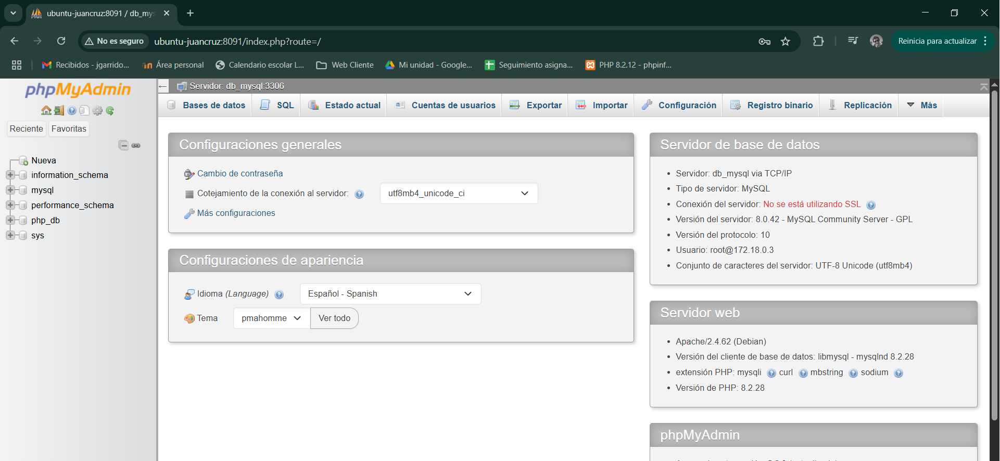 ubuntu-juancruz:8091 / db_mys
No es seguro
ubuntu-juancruz:8091/index.php?route=/
Reinicia para actualizar
Recibidos - jgarrido...
Área personal
Calendario escolar L...
Web Cliente
Mi unidad - Google...
Seguimiento asigna...
PHP 8.2.12 - phpinf...
phpMyAdmin
Reciente
Favoritas
Nueva
information_schema
mysql
performance_schema
php_db
sys
Servidor: db_mysql:3306
Bases de datos
SQL
Estado actual
Cuentas de usuarios
Exportar
Importar
Configuración
Registro binario
Replicación
Más
Configuraciones generales
Cambio de contraseña
Cotejamiento de la conexión al servidor:
utf8mb4_unicode_ci
Más configuraciones
Configuraciones de apariencia
Idioma (Language)
Español - Spanish
Tema
pmahomme
Ver todo
Servidor de base de datos
• Servidor: db_mysql via TCP/IP
• Tipo de servidor: MySQL
• Conexión del servidor: No se está utilizando SSL
• Versión del servidor: 8.0.42 - MySQL Community Server - GPL
• Versión del protocolo: 10
• Usuario: root@172.18.0.3
• Conjunto de caracteres del servidor: UTF-8 Unicode (utf8mb4)
Servidor web
• Apache/2.4.62 (Debian)
• Versión del cliente de base de datos: libmysql - mysqlnd 8.2.28
• extensión PHP: mysqli curl mbstring sodium
• Versión de PHP: 8.2.28
phpMyAdmin